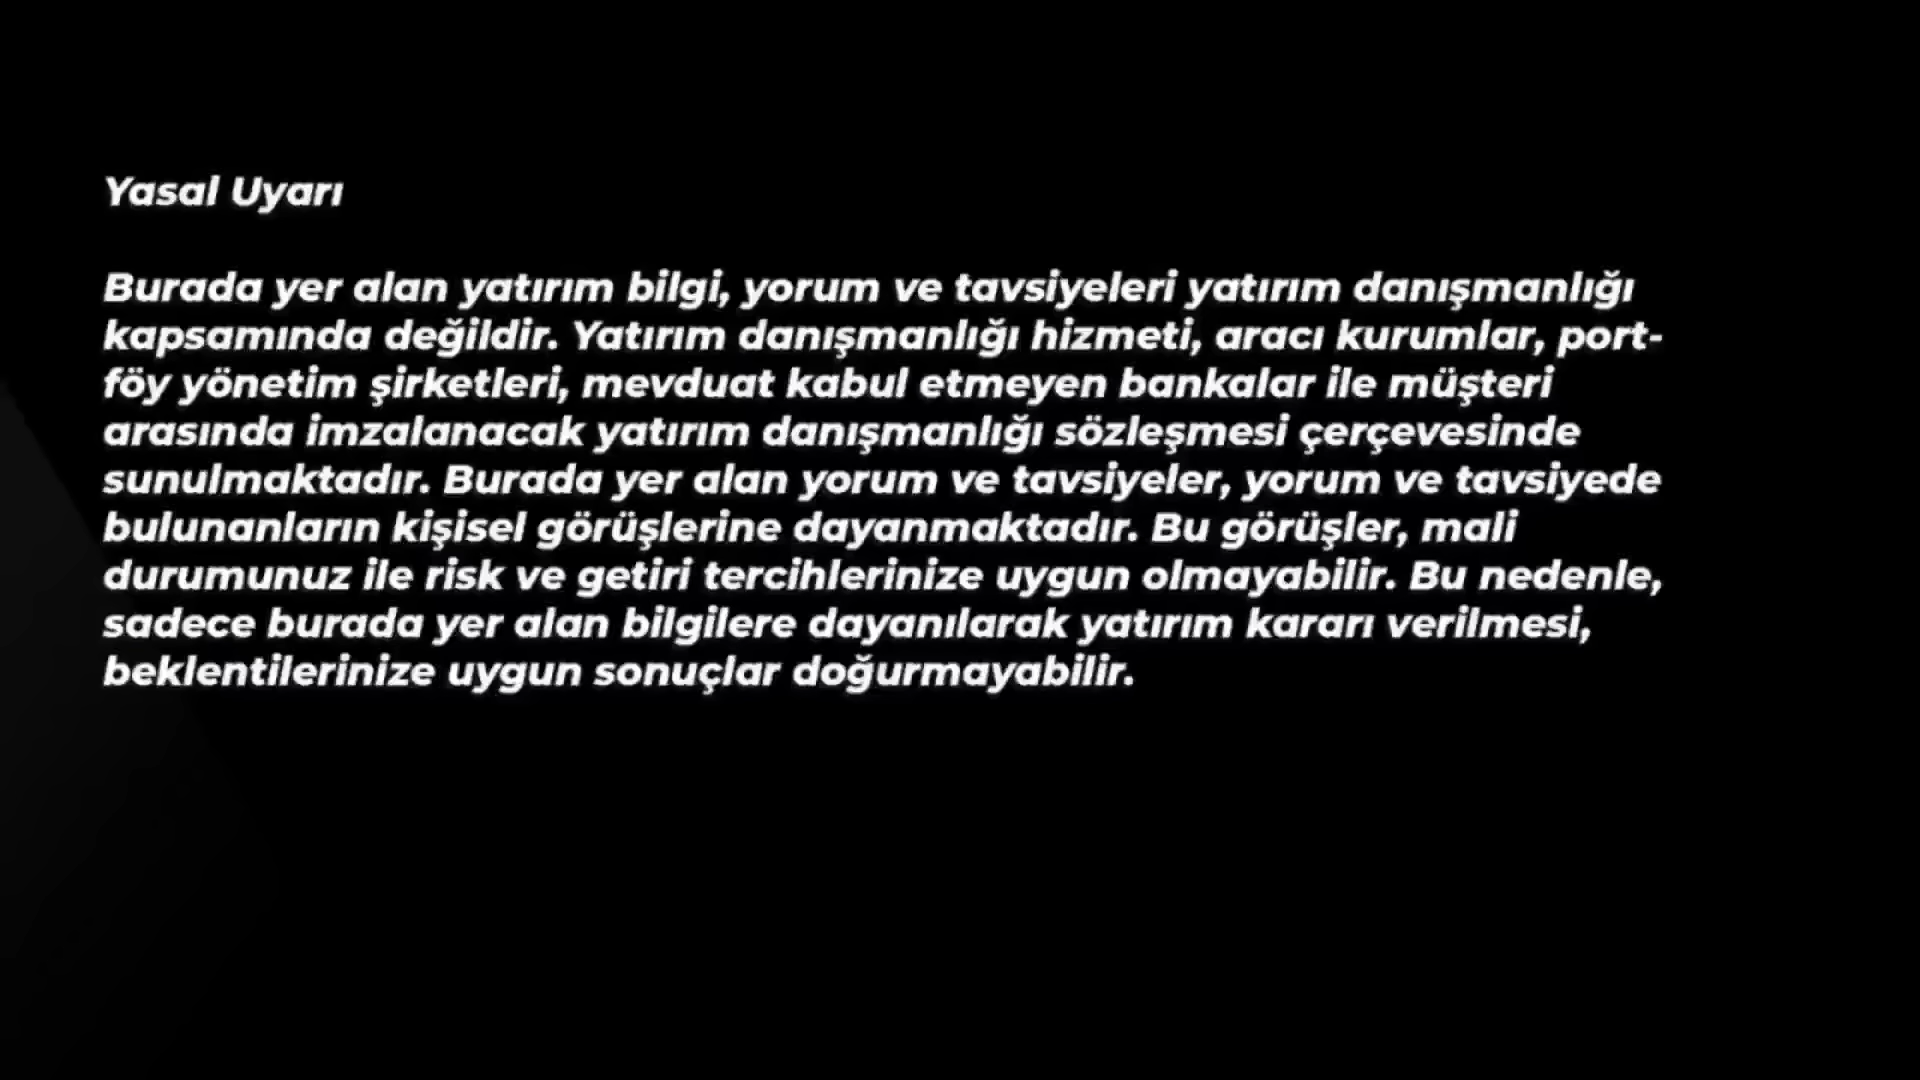 Yasal Uyarı
Burada yer alan yatırım bilgi, yorum ve tavsiyeleri yatırım danışmanlığı
kapsamında değildir. Yatırım danışmanlığı hizmeti, aracı kurumlar, port-
föy yönetim şirketleri, mevduat kabul etmeyen bankalar ile müşteri
arasında imzalanacak yatırım danışmanlığı sözleşmesi çerçevesinde
sunulmaktadır. Burada yer alan yorum ve tavsiyeler, yorum ve tavsiyede
bulunanların kişisel görüşlerine dayanmaktadır. Bu görüşler, mali
durumunuz ile risk ve getiri tercihlerinize uygun olmayabilir. Bu nedenle,
sadece burada yer alan bilgilere dayanılarak yatırım kararı verilmesi,
beklentilerinize uygun sonuçlar doğurmayabilir.